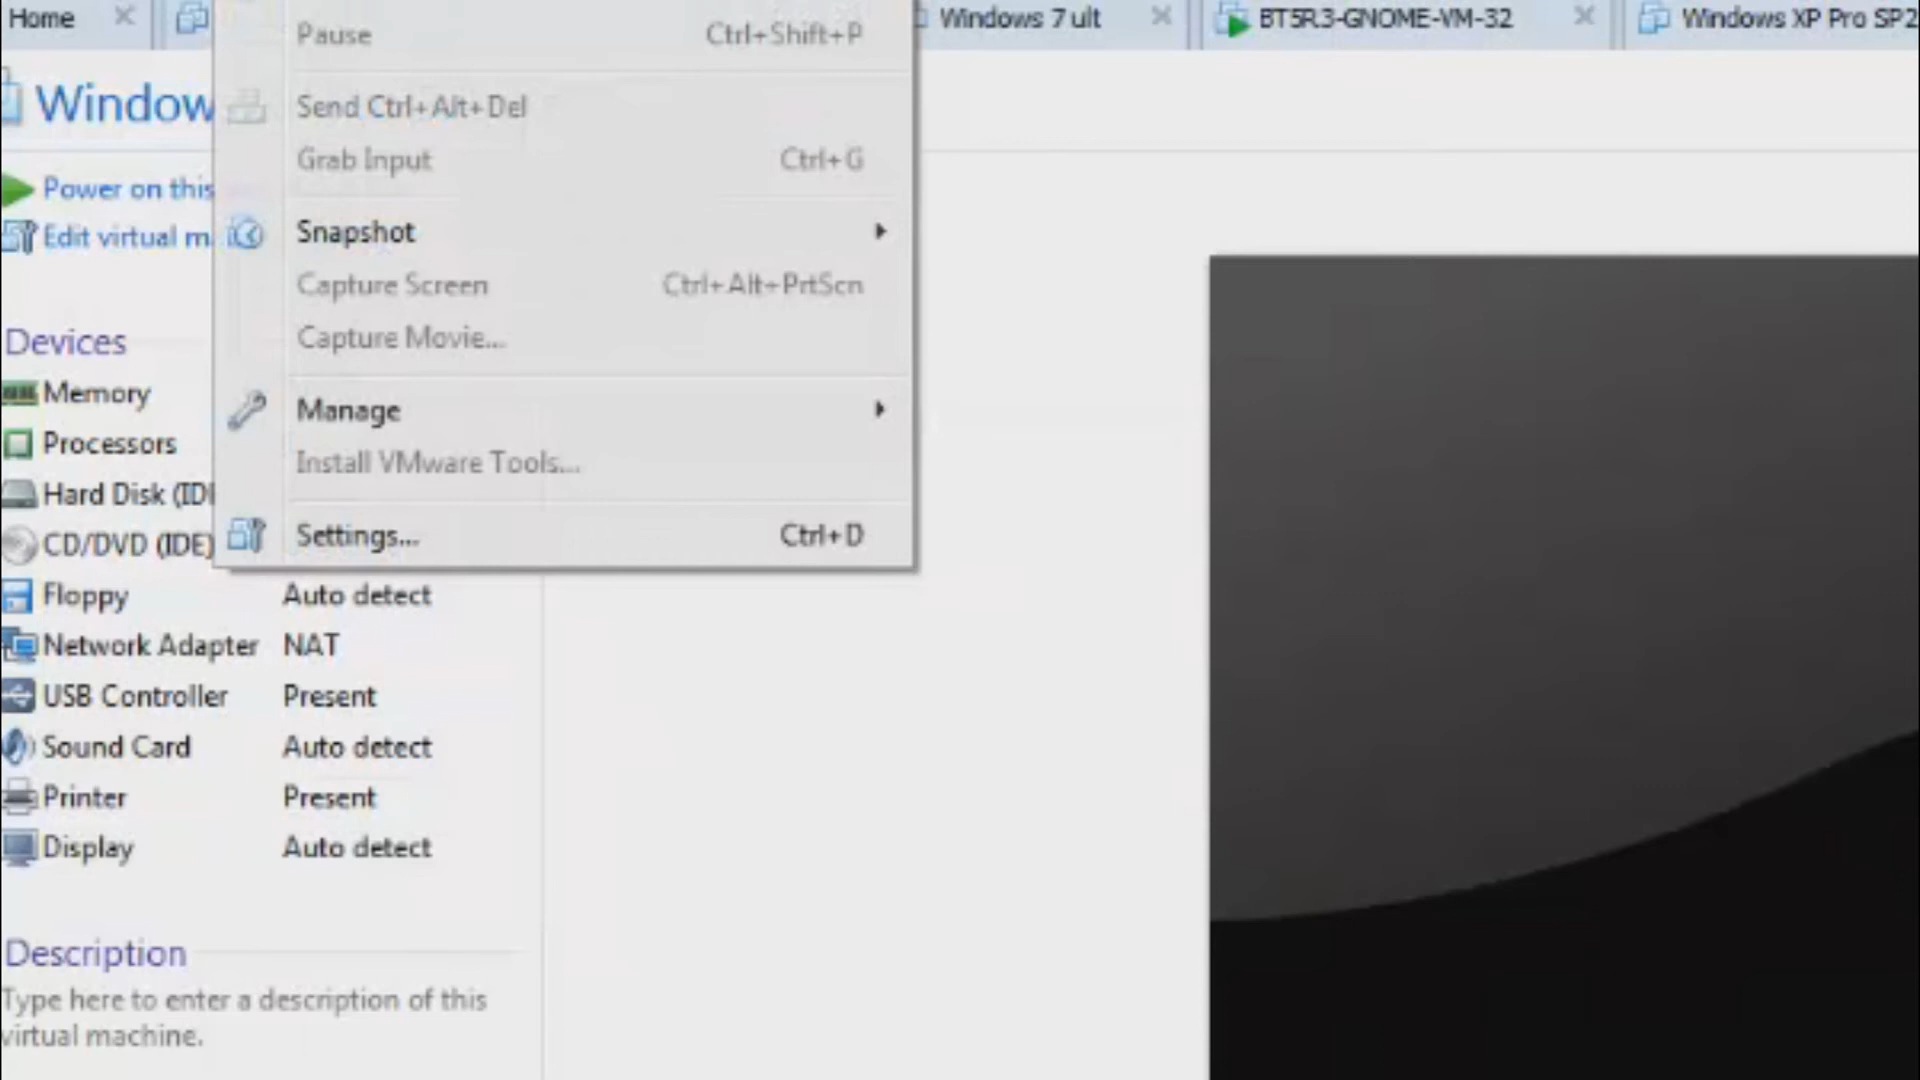 Home
Windows 7 ult
BT5R3-GNOME-VM-32
Windows XP Pro SP2
Pause Ctrl+Shift+P
Window
Send Ctrl+Alt+Del
Grab Input Ctrl+G
Power on this
Edit virtual m
Snapshot
Capture Screen Ctrl+Alt+PrtScn
Capture Movie...
Devices
Memory
Manage
Processors
Install VMware Tools...
Hard Disk (IDE
CD/DVD (IDE)
Settings... Ctrl+D
Floppy Auto detect
Network Adapter NAT
USB Controller Present
Sound Card Auto detect
Printer Present
Display Auto detect
Description
Type here to enter a description of this
virtual machine.